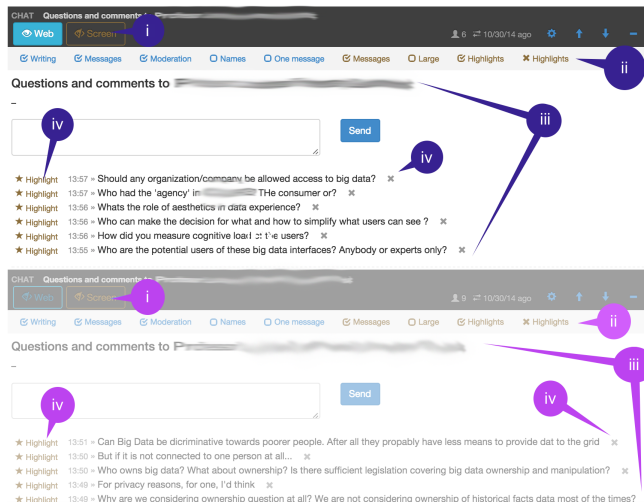 CHAT Questions and comments to
Web Screen i 6 10/30/14 ago
Writing Messages Moderation Names One message Messages Large Highlights Highlights ii
Questions and comments to
iii
iv
Send
iv
Highlight 13:57 » Should any organization/company be allowed access to big data?
Highlight 13:57 » Who had the 'agency' in THe consumer or?
Highlight 13:56 » Whats the role of aesthetics in data experience?
Highlight 13:56 » Who can make the decision for what and how to simplify what users can see ?
Highlight 13:56 » How did you measure cognitive users?
Highlight 13:55 » Who are the potential users of these big data interfaces? Anybody or experts only?
CHAT Questions and comments to
Web Screen i 9 10/30/14 ago
Writing Messages Moderation Names One message Messages Large Highlights Highlights ii
Questions and comments to
iii
Send
iv
iv
Highlight 13:51 » Can Big Data be dicriminative towards poorer people. After all they propably have less means to provide dat to the grid
Highlight 13:50 » But if it is not connected to one person at all...
Highlight 13:50 » Who owns big data? What about ownership? Is there sufficient legislation covering big data ownership and manipulation?
Highlight 13:49 » For privacy reasons, for one, I'd think
Highlight 13:49 » Why are we considering ownership question at all? We are not considering ownership of historical facts data most of the times?